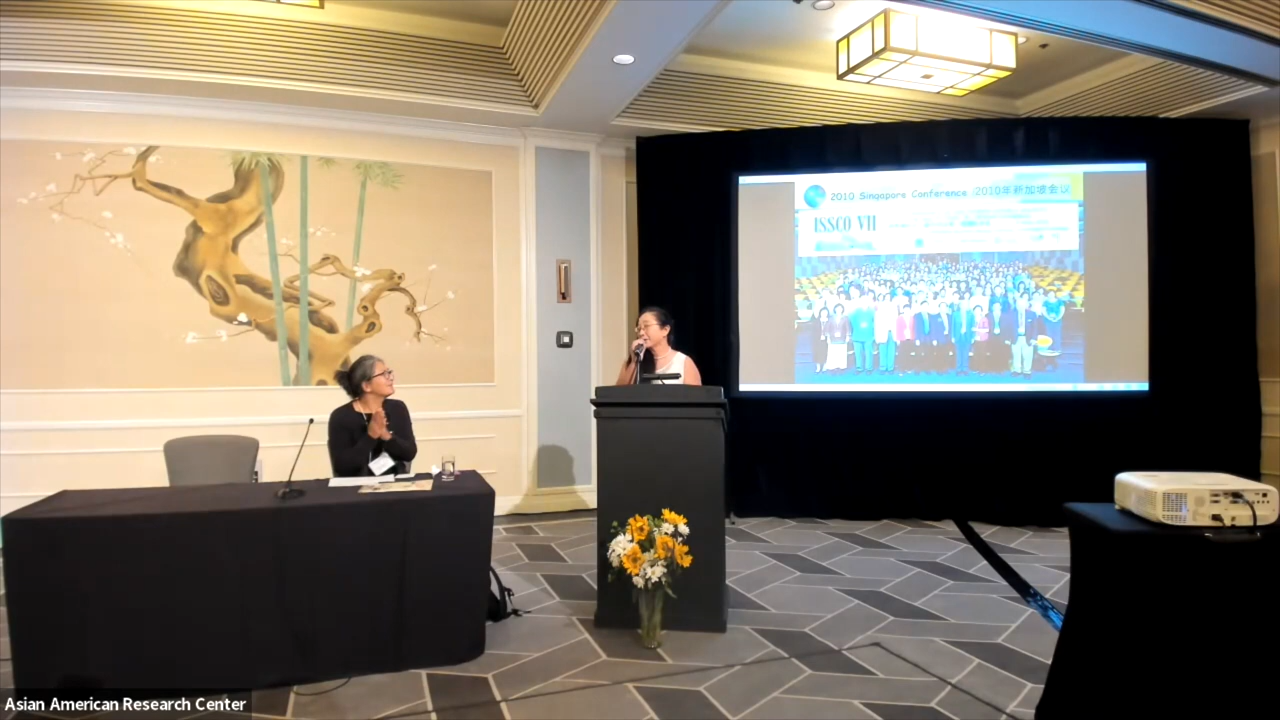 2010 Singapore Conference 2010年新加坡会议
ISSCO VII
Asian American Research Center